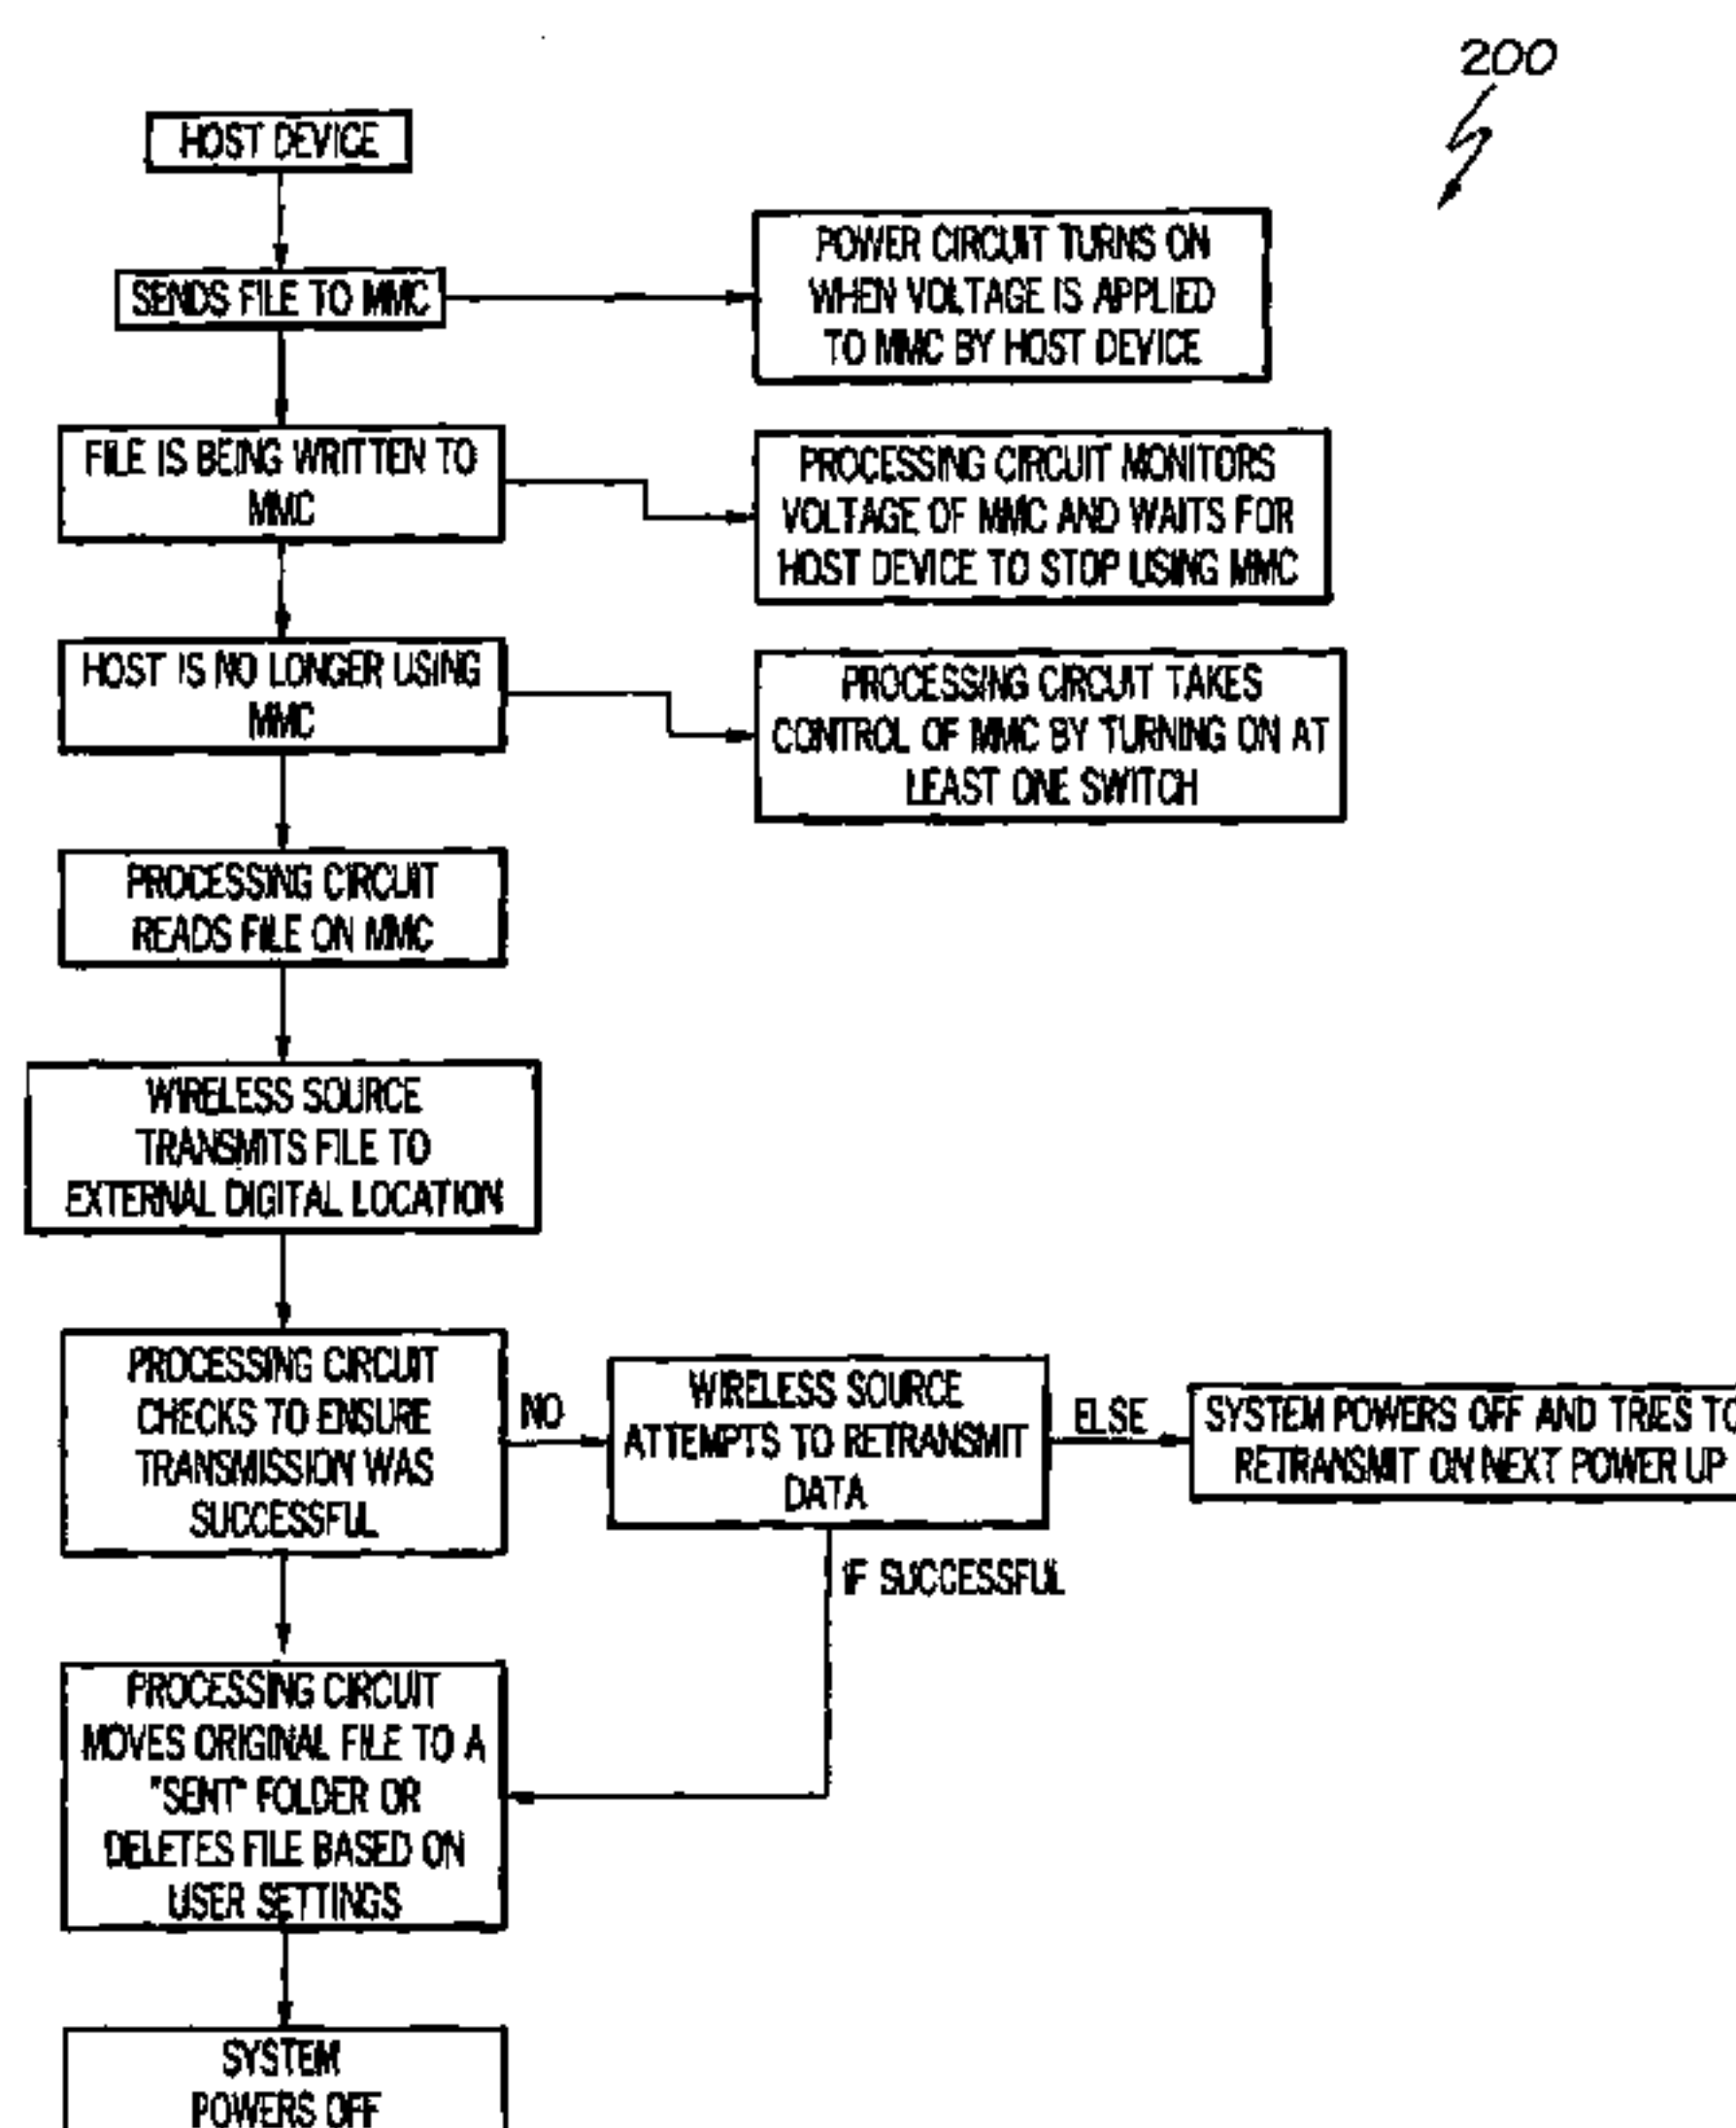 200
HOST DEVICE
SENDS FILE TO MMC
POWER CIRCUIT TURNS ON
WHEN VOLTAGE IS APPLIED
TO MMC BY HOST DEVICE
FILE IS BEING WRITTEN TO
MMC
PROCESSING CIRCUIT MONITORS
VOLTAGE OF MMC AND WAITS FOR
HOST DEVICE TO STOP USING MMC
HOST IS NO LONGER USING
MMC
PROCESSING CIRCUIT TAKES
CONTROL OF MMC BY TURNING ON AT
LEAST ONE SWITCH
PROCESSING CIRCUIT
READS FILE ON MMC
WIRELESS SOURCE
TRANSMITS FILE TO
EXTERNAL DIGITAL LOCATION
PROCESSING CIRCUIT
CHECKS TO ENSURE
TRANSMISSION WAS
SUCCESSFUL
NO
WIRELESS SOURCE
ATTEMPTS TO RETRANSMIT
DATA
ELSE
SYSTEM POWERS OFF AND TRIES TO
RETRANSMIT ON NEXT POWER UP
IF SUCCESSFUL
PROCESSING CIRCUIT
MOVES ORIGINAL FILE TO A
"SENT" FOLDER OR
DELETES FILE BASED ON
USER SETTINGS
SYSTEM
POWERS OFF